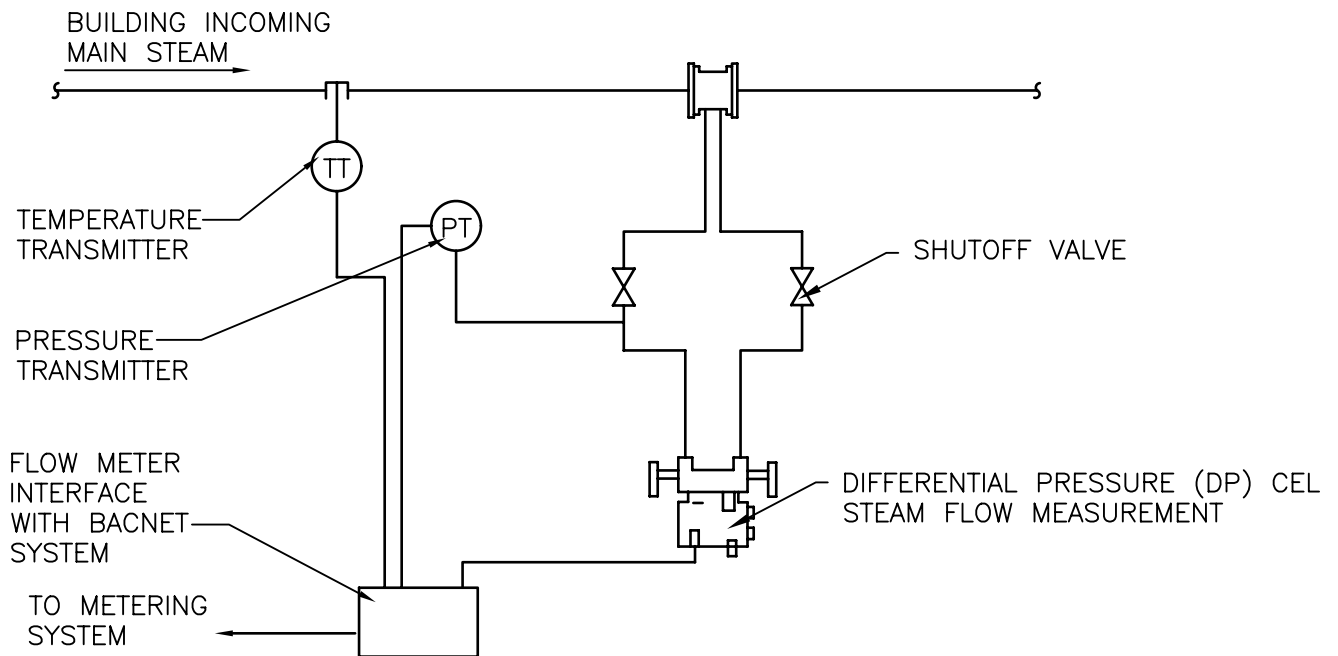 BUILDING INCOMING
MAIN STEAM
TT
TEMPERATURE
TRANSMITTER
PT
SHUTOFF VALVE
PRESSURE
TRANSMITTER
FLOW METER
INTERFACE
WITH BACNET
SYSTEM
DIFFERENTIAL PRESSURE (DP) CEL
STEAM FLOW MEASUREMENT
TO METERING
SYSTEM